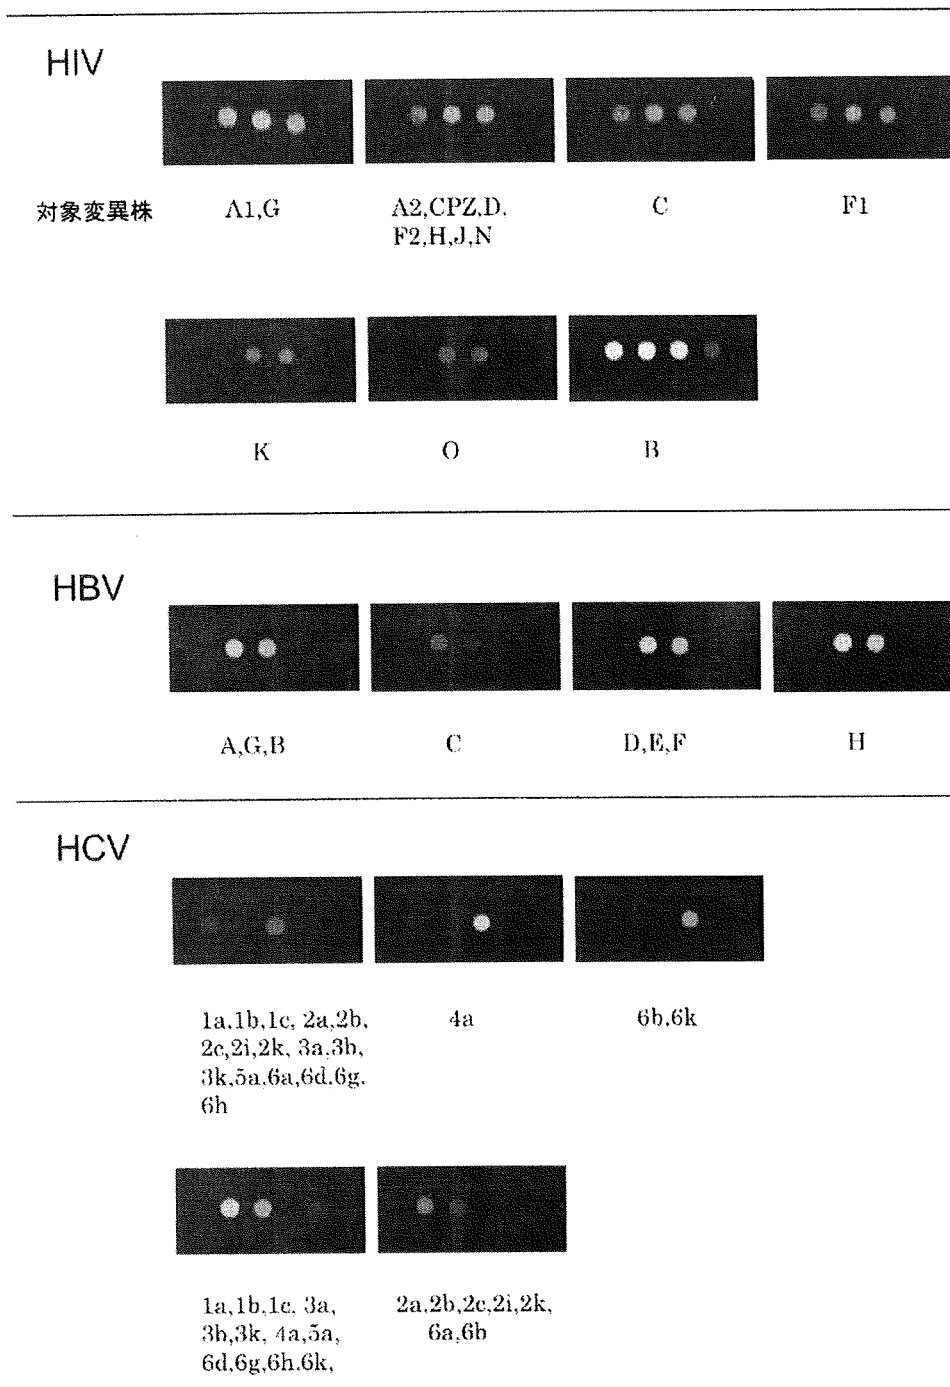 HIV
対象変異株
A1,G
A2,CPZ,D,
F2,H,J,N
C
F1
K
O
B
HBV
A,G,B
C
D,E,F
H
HCV
1a,1b,1c, 2a,2b,
2c,2i,2k, 3a,3b,
3k,5a.6a,6d.6g.
6h
4a
6b.6k
1a,1b,1c, 3a,
3b,3k, 4a,5a,
6d,6g,6h.6k,
2a,2b,2c,2i,2k,
6a,6b